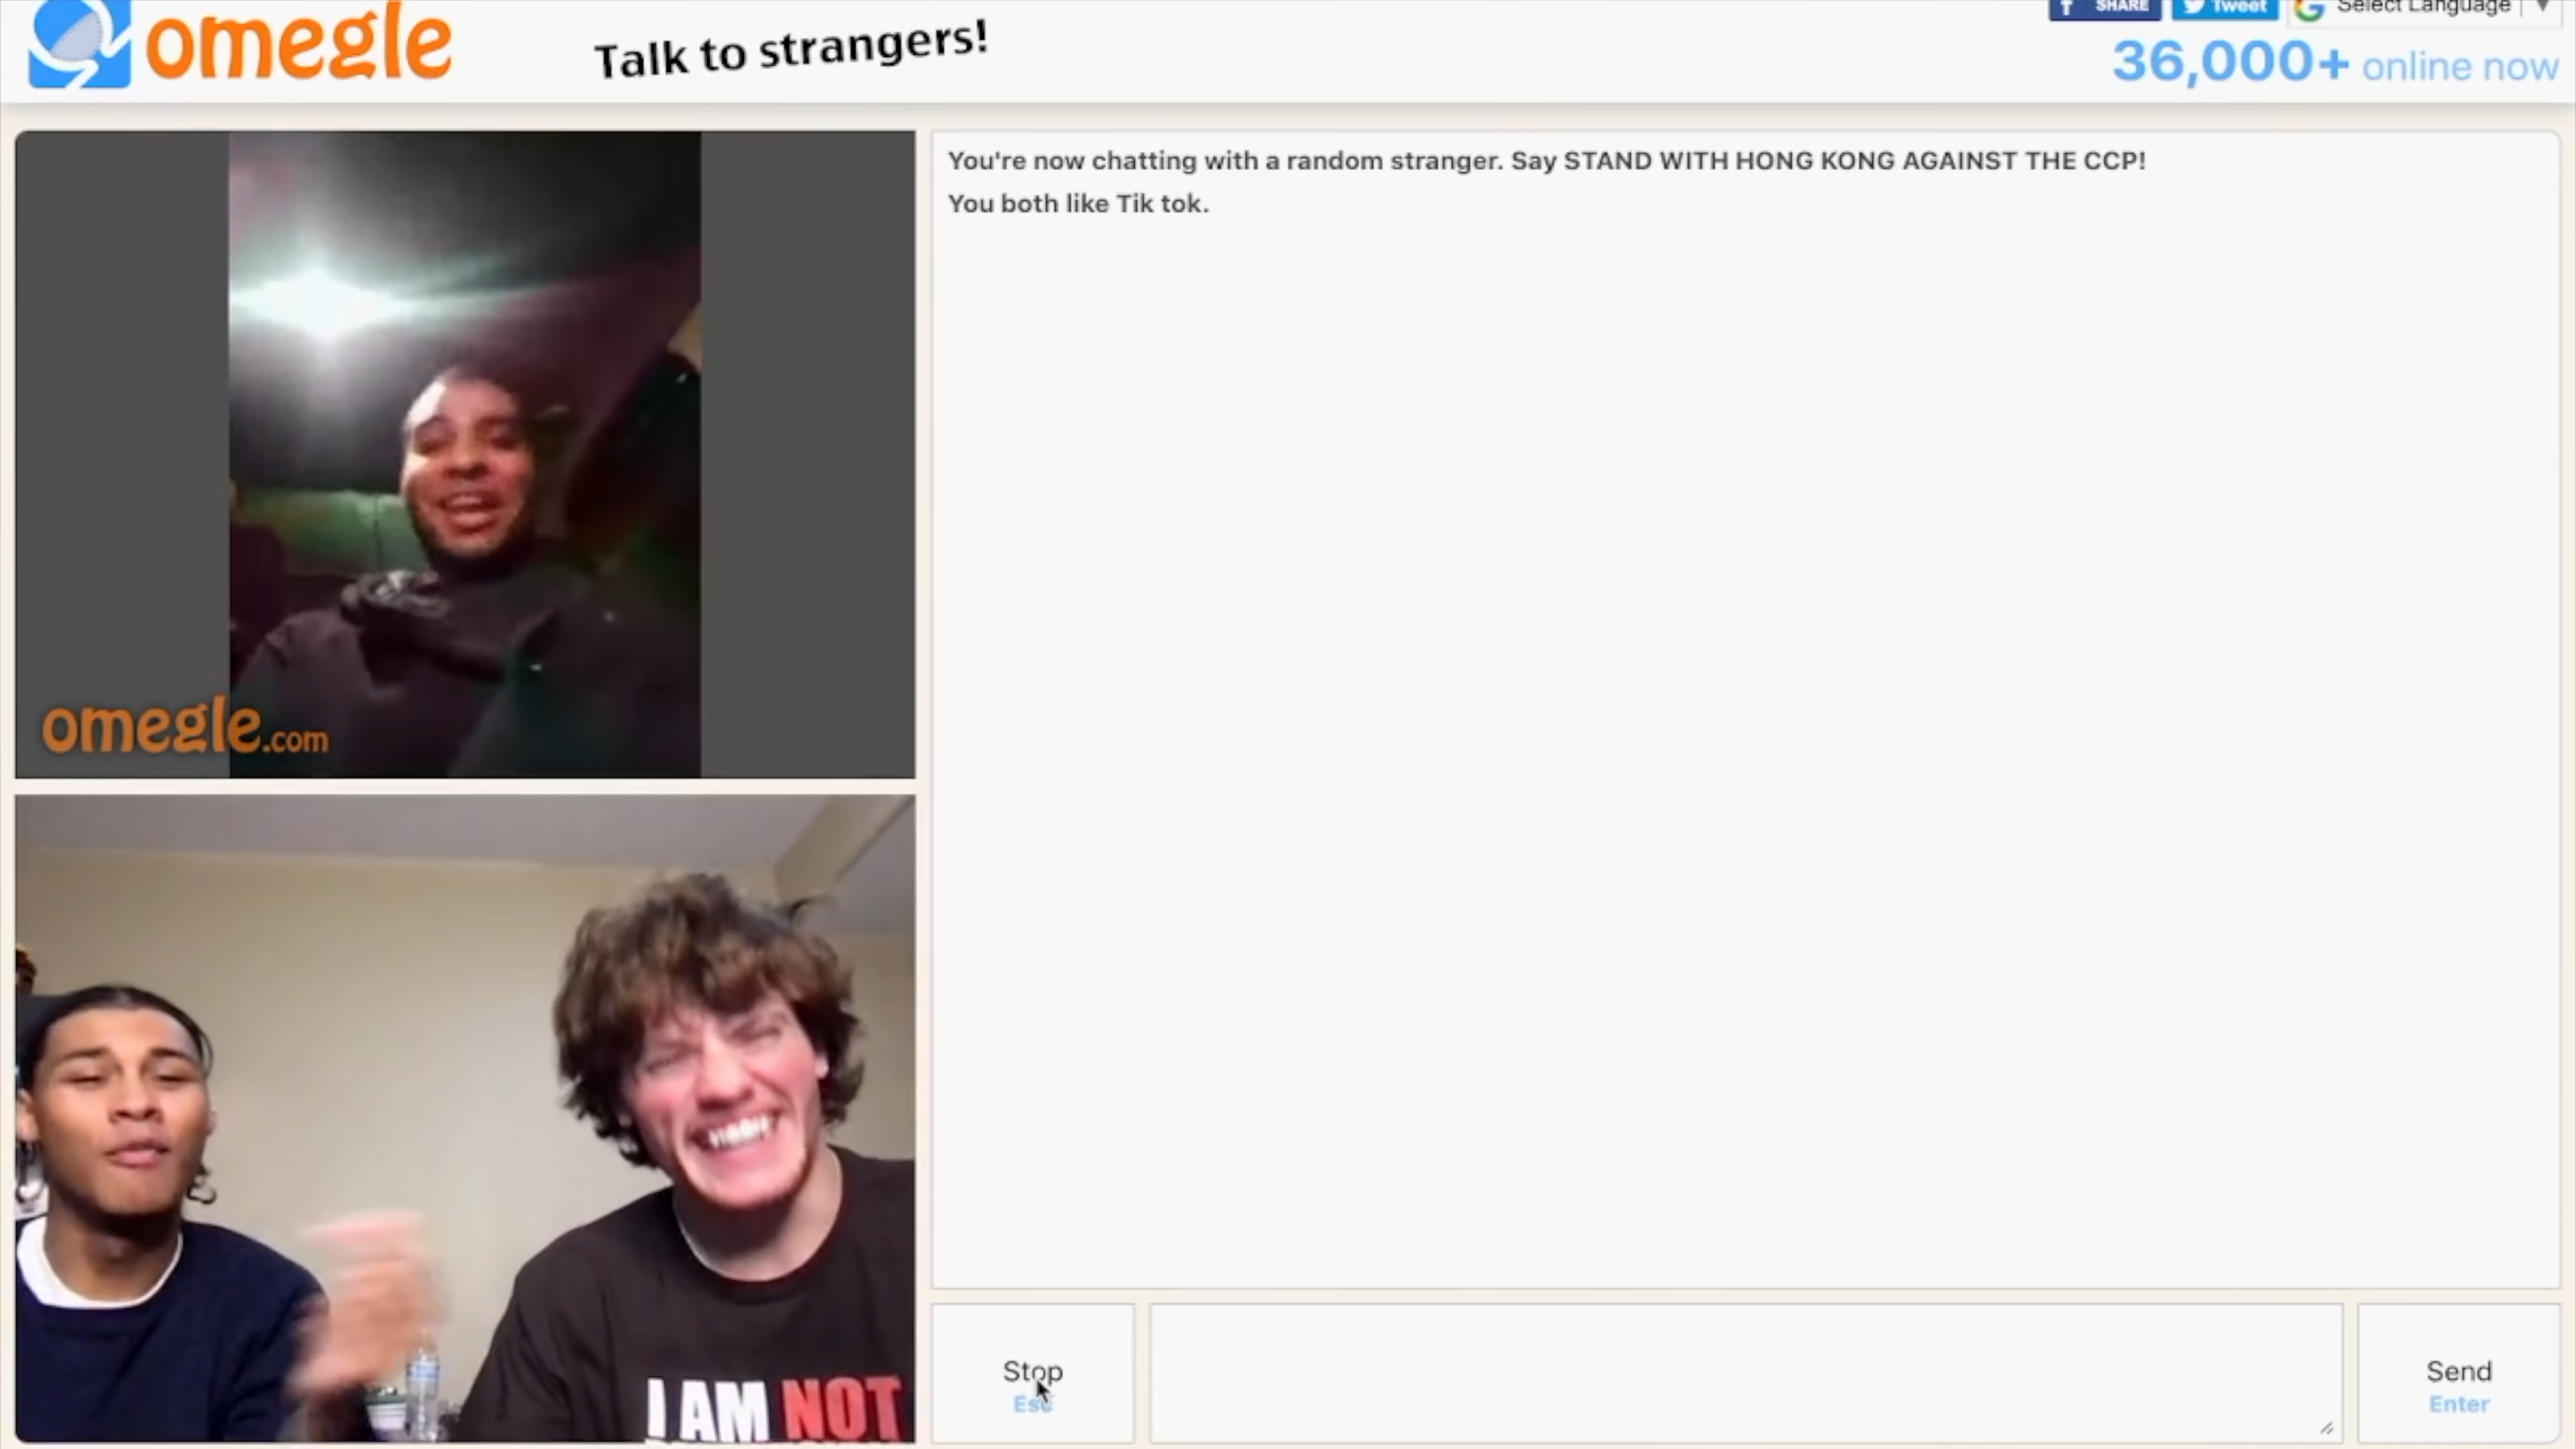 omegle
Talk to strangers!
SHARE
Tweet
Select Language
36,000+ online now
You're now chatting with a random stranger. Say STAND WITH HONG KONG AGAINST THE CCP!
You both like Tik tok.
omegle.com
I AM NOT
Stop
Esc
Send
Enter